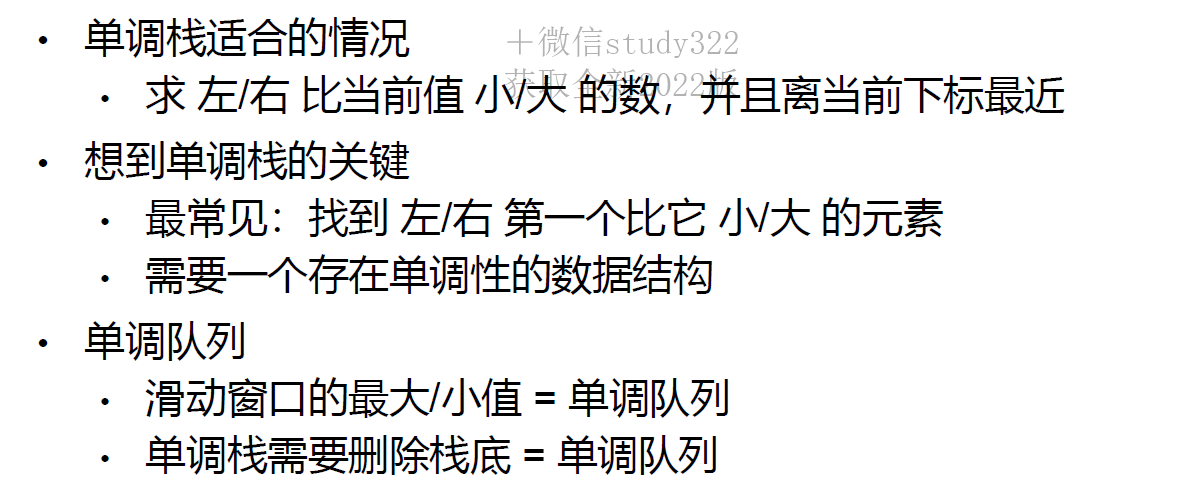 单调栈适合的情况
+微信study322
获取全新2022版
求 左/右 比当前值 小/大 的数，并且离当前下标最近
想到单调栈的关键
最常见：找到 左/右 第一个比它 小/大 的元素
需要一个存在单调性的数据结构
单调队列
滑动窗口的最大/小值 = 单调队列
单调栈需要删除栈底 = 单调队列